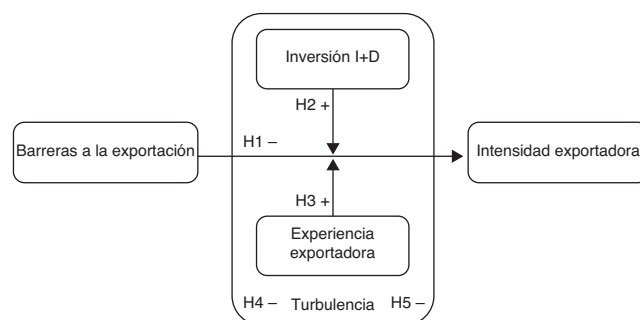 Inversión I+D
H2 +
Barreras a la exportación
H1 –
Intensidad exportadora
H3 +
Experiencia
exportadora
H4 – Turbulencia H5 –